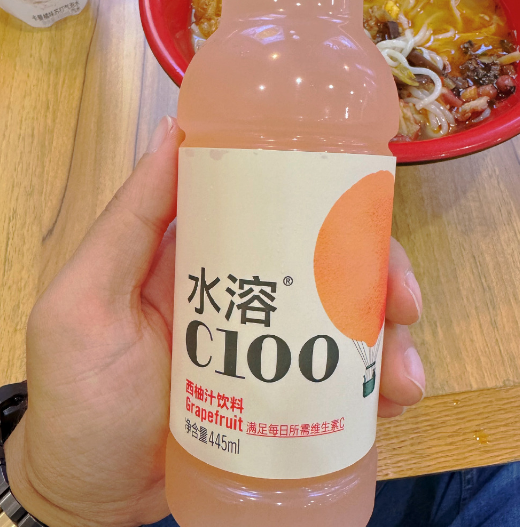 水溶®
C100
西柚汁饮料
Grapefruit
满足每日所需维生素C
净含量445ml